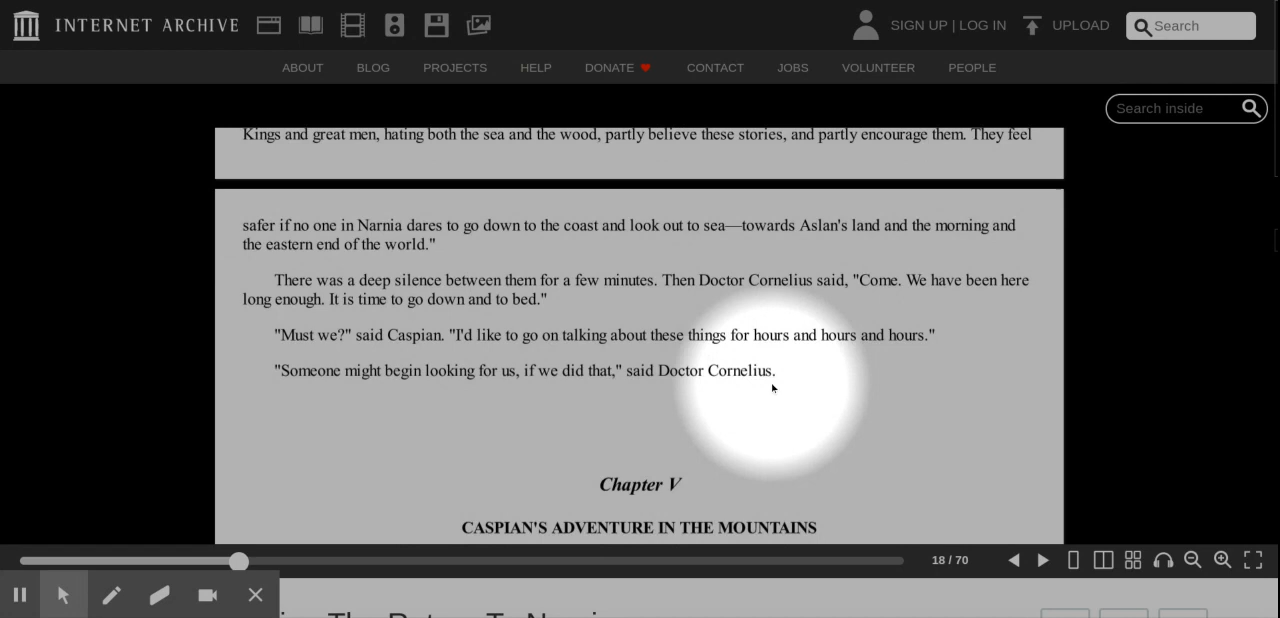 INTERNET ARCHIVE
SIGN UP | LOG IN
UPLOAD
Search
ABOUT
BLOG
PROJECTS
HELP
DONATE
CONTACT
JOBS
VOLUNTEER
PEOPLE
Search inside
Kings and great men, hating both the sea and the wood, partly believe these stories, and partly encourage them. They feel
safer if no one in Narnia dares to go down to the coast and look out to sea—towards Aslan's land and the morning and
the eastern end of the world."
There was a deep silence between them for a few minutes. Then Doctor Cornelius said, "Come. We have been here
long enough. It is time to go down and to bed."
"Must we?" said Caspian. "I'd like to go on talking about these things for hours and hours and hours."
"Someone might begin looking for us, if we did that," said Doctor Cornelius.
Chapter V
CASPIAN'S ADVENTURE IN THE MOUNTAINS
18 / 70
The Return To